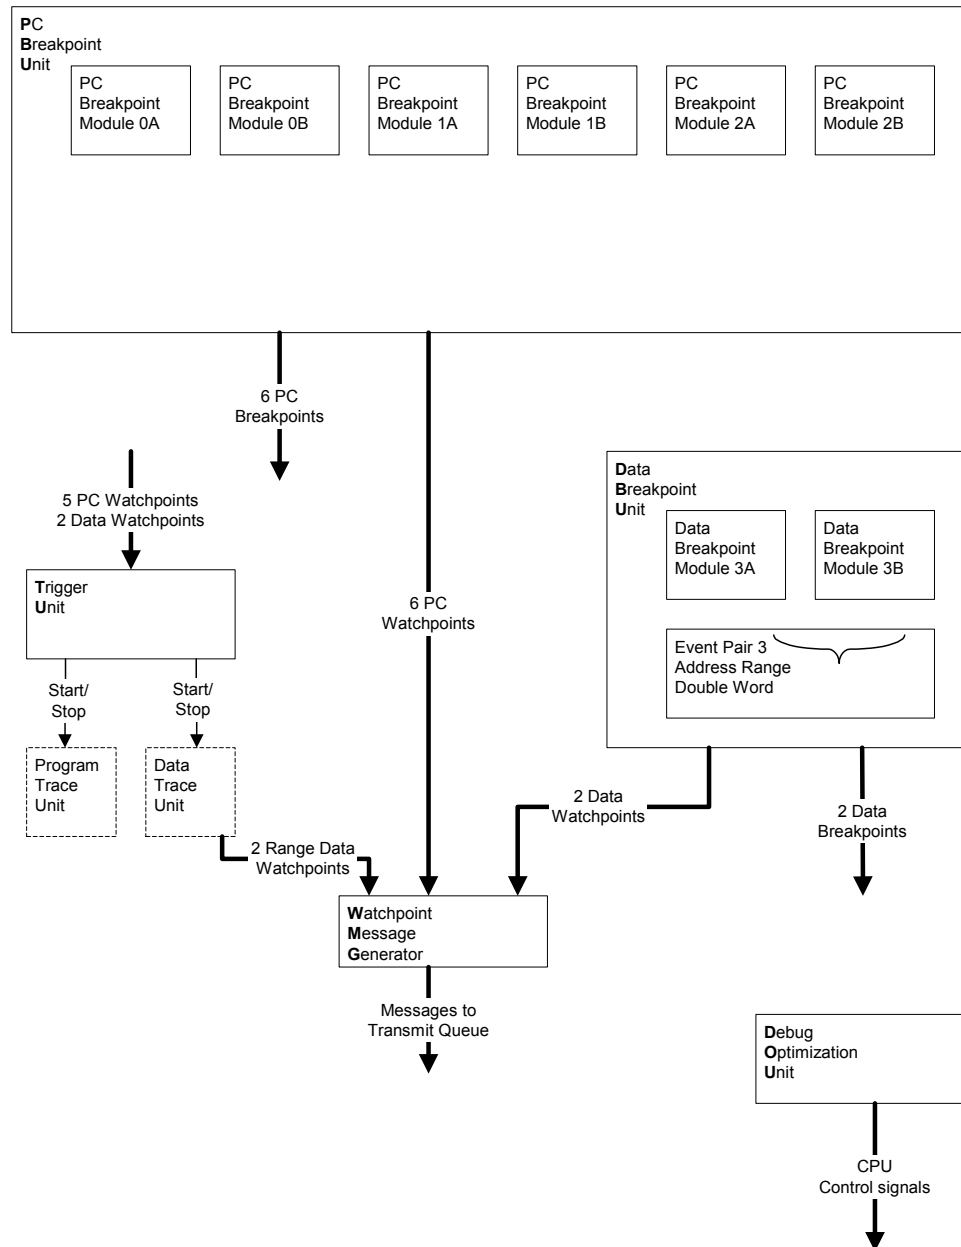 PC
Breakpoint
Unit
PC
Breakpoint
Module 0A
PC
Breakpoint
Module 0B
PC
Breakpoint
Module 1A
PC
Breakpoint
Module 1B
PC
Breakpoint
Module 2A
PC
Breakpoint
Module 2B
6 PC
Breakpoints
5 PC Watchpoints
2 Data Watchpoints
Trigger
Unit
Start/
Stop
Start/
Stop
Program
Trace
Unit
Data
Trace
Unit
6 PC
Watchpoints
Data
Breakpoint
Unit
Data
Breakpoint
Module 3A
Data
Breakpoint
Module 3B
Event Pair 3
Address Range
Double Word
2 Data
Watchpoints
2 Data
Breakpoints
2 Range Data
Watchpoints
Watchpoint
Message
Generator
Messages to
Transmit Queue
Debug
Optimization
Unit
CPU
Control signals